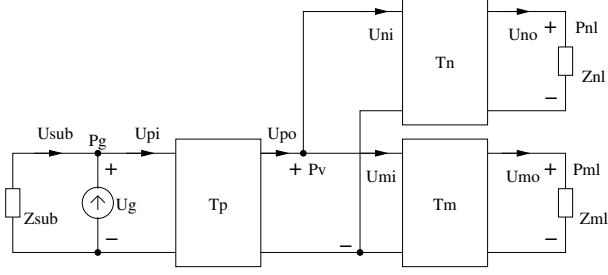 Uni
Uno
+
Pnl
Tn
Znl
−
Usub
Pg
Upi
Upo
+
Pv
Umi
Umo
+
Pml
+
Ug
Zsub
Tp
Tm
Zml
−
−
−